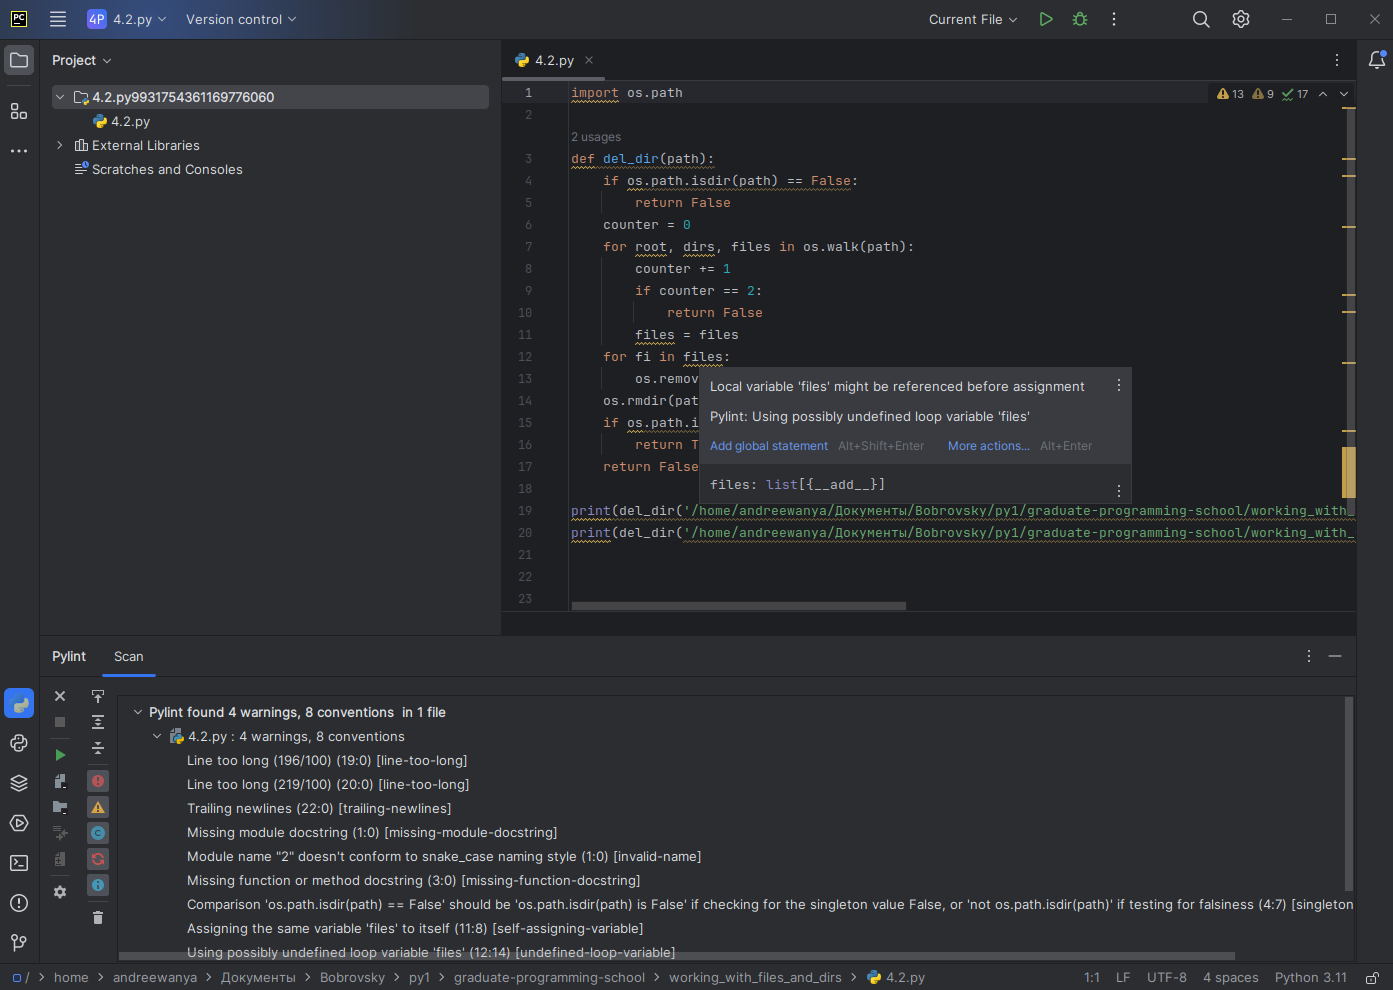 PC
4P 4.2.py Version control Current File
Project
4.2.py9931754361169776060
4.2.py
External Libraries
Scratches and Consoles
4.2.py
13 9 17
1 import os.path
2
2 usages
3 def del_dir(path):
4 if os.path.isdir(path) == False:
5 return False
6 counter = 0
7 for root, dirs, files in os.walk(path):
8 counter += 1
9 if counter == 2:
10 return False
11 files = files
12 for fi in files:
13 os.remov
14 os.rmdir(pat
15 if os.path.i
16 return T
17 return False
18
19 print(del_dir('/home/andreewanya/Документы/Bobrovsky/py1/graduate-programming-school/working_with_
20 print(del_dir('/home/andreewanya/Документы/Bobrovsky/py1/graduate-programming-school/working_with_
21
22
23
Local variable 'files' might be referenced before assignment
Pylint: Using possibly undefined loop variable 'files'
Add global statement Alt+Shift+Enter More actions... Alt+Enter
files: list[{__add__}]
Pylint Scan
Pylint found 4 warnings, 8 conventions in 1 file
4.2.py : 4 warnings, 8 conventions
Line too long (196/100) (19:0) [line-too-long]
Line too long (219/100) (20:0) [line-too-long]
Trailing newlines (22:0) [trailing-newlines]
Missing module docstring (1:0) [missing-module-docstring]
Module name "2" doesn't conform to snake_case naming style (1:0) [invalid-name]
Missing function or method docstring (3:0) [missing-function-docstring]
Comparison 'os.path.isdir(path) == False' should be 'os.path.isdir(path) is False' if checking for the singleton value False, or 'not os.path.isdir(path)' if testing for falsiness (4:7) [singleton
Assigning the same variable 'files' to itself (11:8) [self-assigning-variable]
Using possibly undefined loop variable 'files' (12:14) [undefined-loop-variable]
/ home andreewanya Документы Bobrovsky py1 graduate-programming-school working_with_files_and_dirs 4.2.py 1:1 LF UTF-8 4 spaces Python 3.11